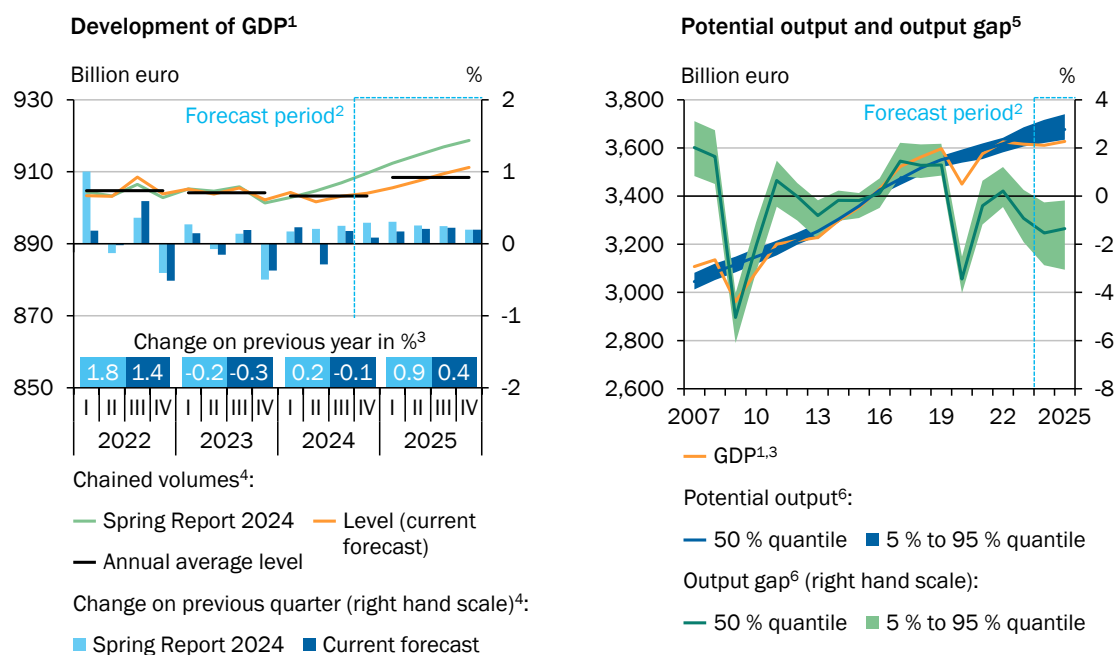 Development of GDP¹
Billion euro %
930 2
Forecast period²
910 1
890 0
870 -1
Change on previous year in %³
1.8 1.4 -0.2 -0.3 0.2 -0.1 0.9 0.4
850 -2
I II III IV I II III IV I II III IV I II III IV
2022 2023 2024 2025
Chained volumes⁴:
Spring Report 2024 Level (current
forecast)
Annual average level
Change on previous quarter (right hand scale)⁴:
Spring Report 2024 Current forecast
Potential output and output gap⁵
Billion euro %
3,800 4
Forecast period²
3,600 2
3,400 0
3,200 -2
3,000 -4
2,800 -6
2,600 -8
2007 10 13 16 19 22 2025
GDP¹,³
Potential output⁶:
50 % quantile 5 % to 95 % quantile
Output gap⁶ (right hand scale):
50 % quantile 5 % to 95 % quantile